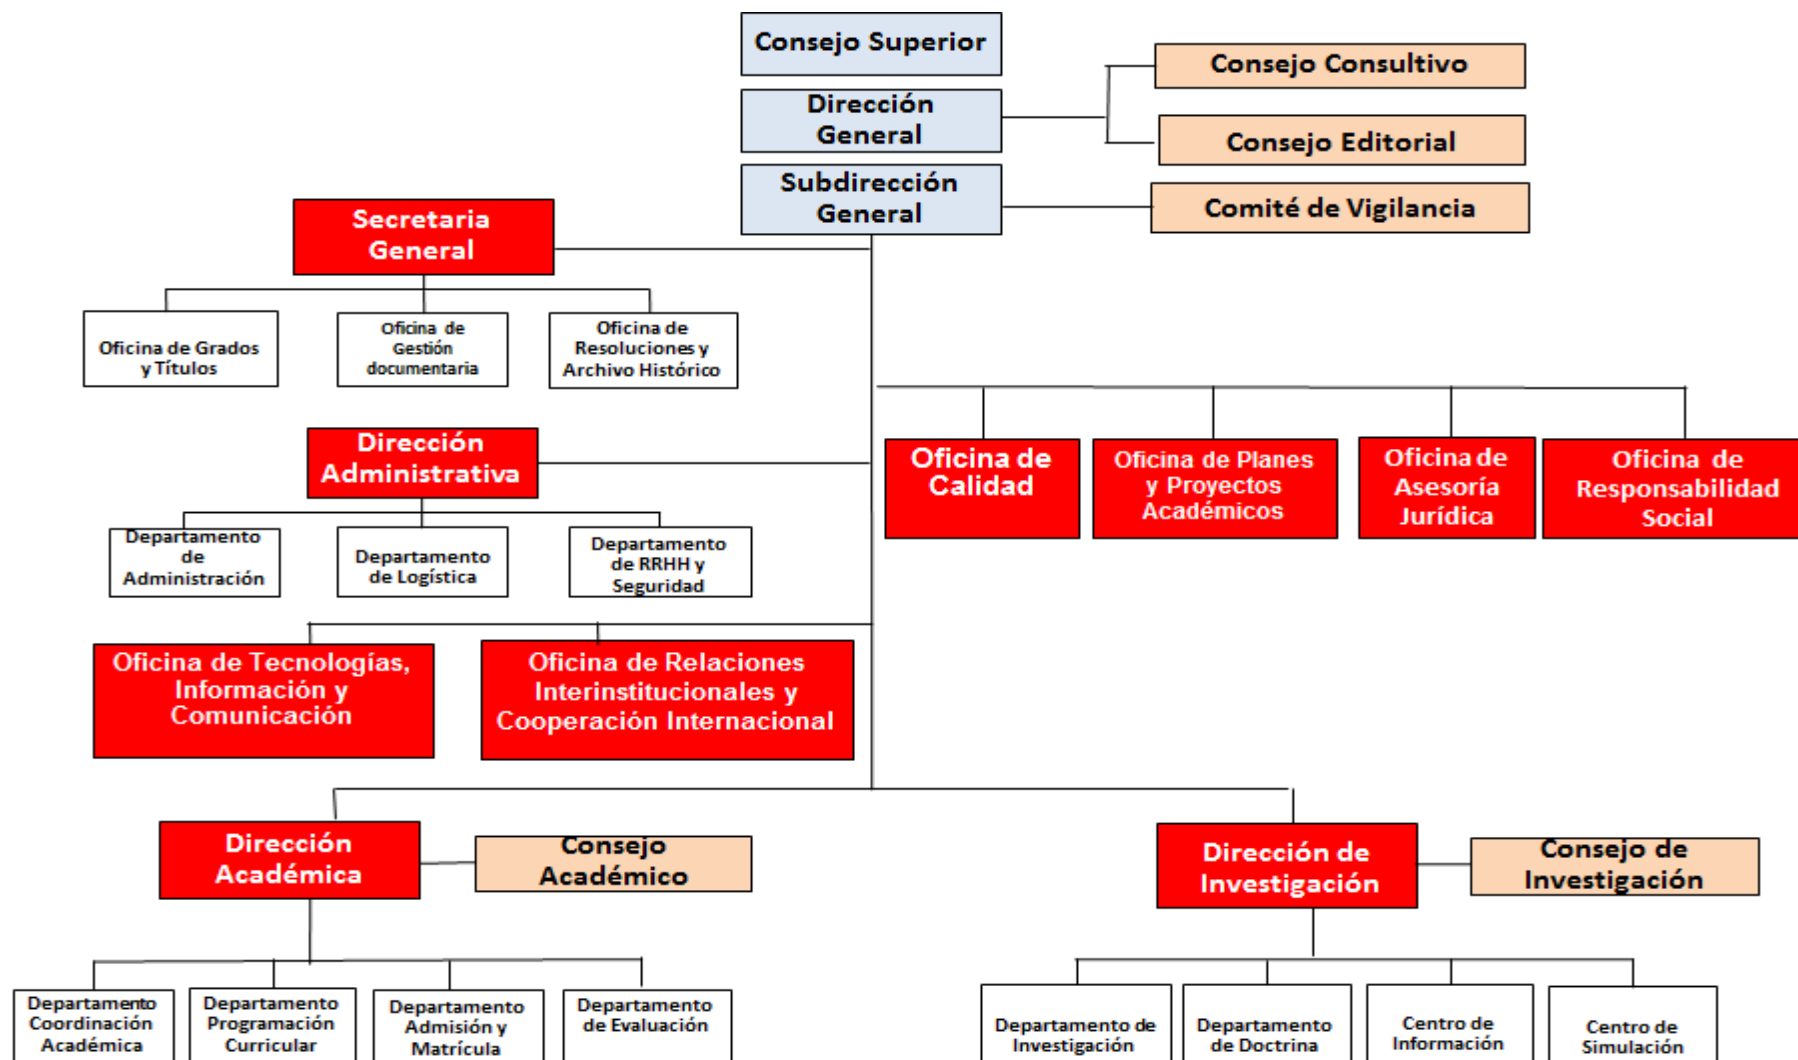 Consejo Superior
Consejo Consultivo
Dirección
General
Consejo Editorial
Subdirección
General
Comité de Vigilancia
Secretaria
General
Oficina de Grados
y Títulos
Oficina de
Gestión
documentaria
Oficina de
Resoluciones y
Archivo Histórico
Dirección
Administrativa
Oficina de
Calidad
Oficina de Planes
y Proyectos
Académicos
Oficina de
Asesoría
Jurídica
Oficina de
Responsabilidad
Social
Departamento
de
Administración
Departamento
de Logística
Departamento
de RRHH y
Seguridad
Oficina de Tecnologías,
Información y
Comunicación
Oficina de Relaciones
Interinstitucionales y
Cooperación Internacional
Dirección
Académica
Consejo
Académico
Dirección de
Investigación
Consejo de
Investigación
Departamento
Coordinación
Académica
Departamento
Programación
Curricular
Departamento
Admisión y
Matrícula
Departamento
de Evaluación
Departamento de
Investigación
Departamento
de Doctrina
Centro de
Información
Centro de
Simulación